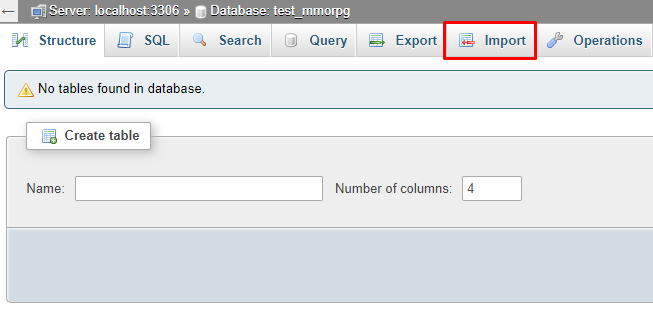 ← Server: localhost:3306 » Database: test_mmorpg
Structure SQL Search Query Export Import Operations
No tables found in database.
Create table
Name: Number of columns: 4